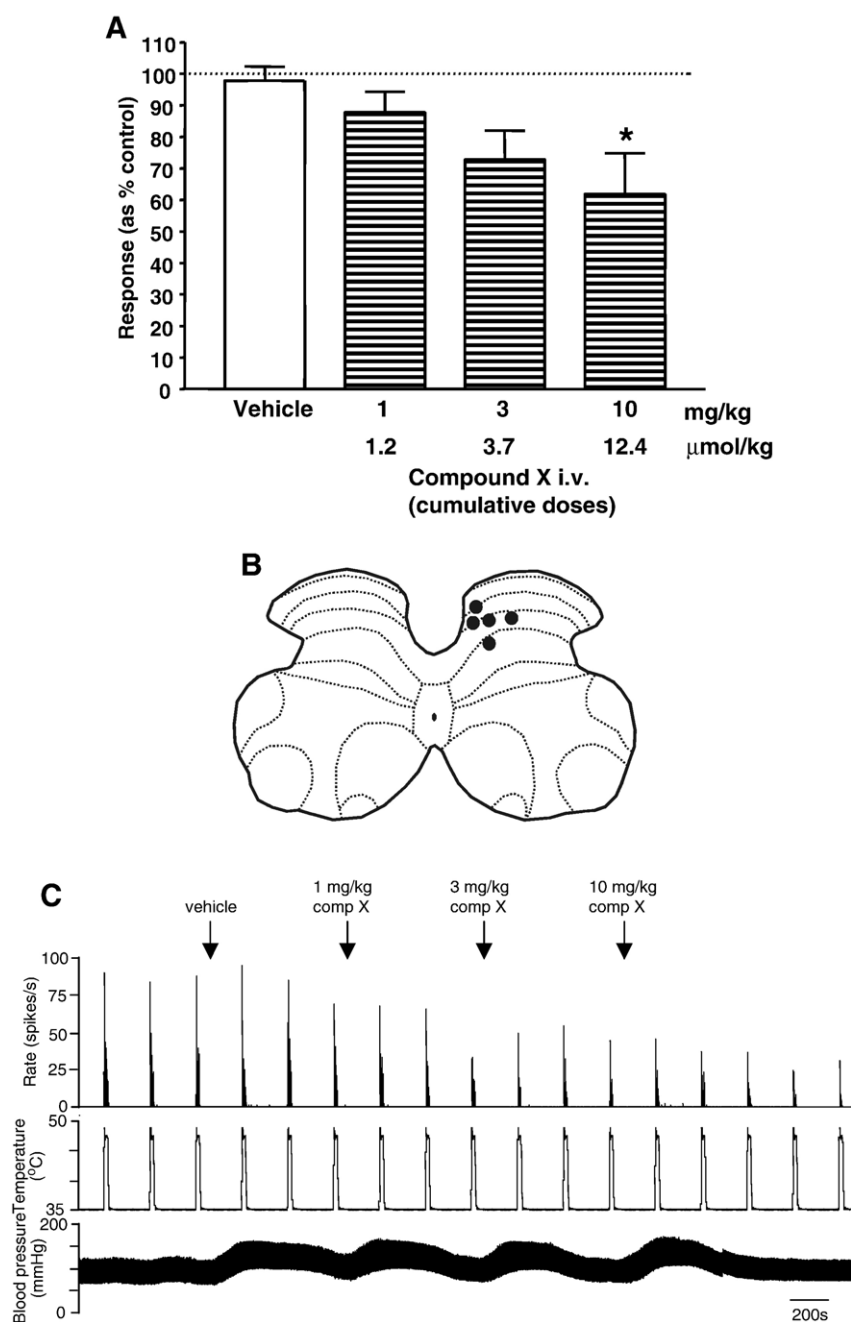 A
110
100
90
80
70
60
50
40
30
20
10
0
Response (as % control)
*
Vehicle 1 3 10 mg/kg
1.2 3.7 12.4 μmol/kg
Compound X i.v.
(cumulative doses)
B
C
vehicle
1 mg/kg
comp X
3 mg/kg
comp X
10 mg/kg
comp X
100
75
50
25
0
Rate (spikes/s)
50
35
Temperature
(°C)
200
0
Blood pressure
(mmHg)
200s